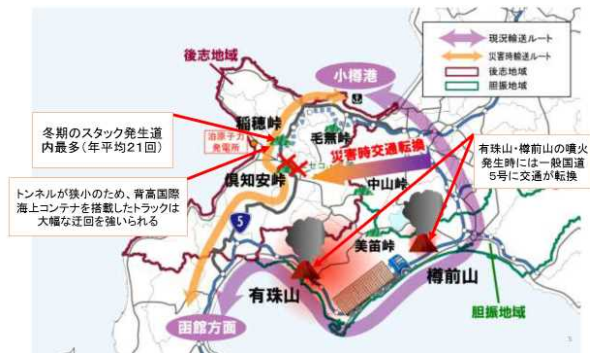 現況輸送ルート
災害時輸送ルート
後志地域
胆振地域
後志地域
小樽港
稲穂峠
冬期のスタック発生道
内最多(年平均21回)
泊原子力
発電所
毛無峠
有珠山・樽前山の噴火
発生時には一般国道
5号に交通が転換
災害時交通転換
倶知安峠
トンネルが狭小のため、背高国際
海上コンテナを搭載したトラックは
大幅な迂回を強いられる
中山峠
5
美笛峠
有珠山
樽前山
胆振地域
函館方面